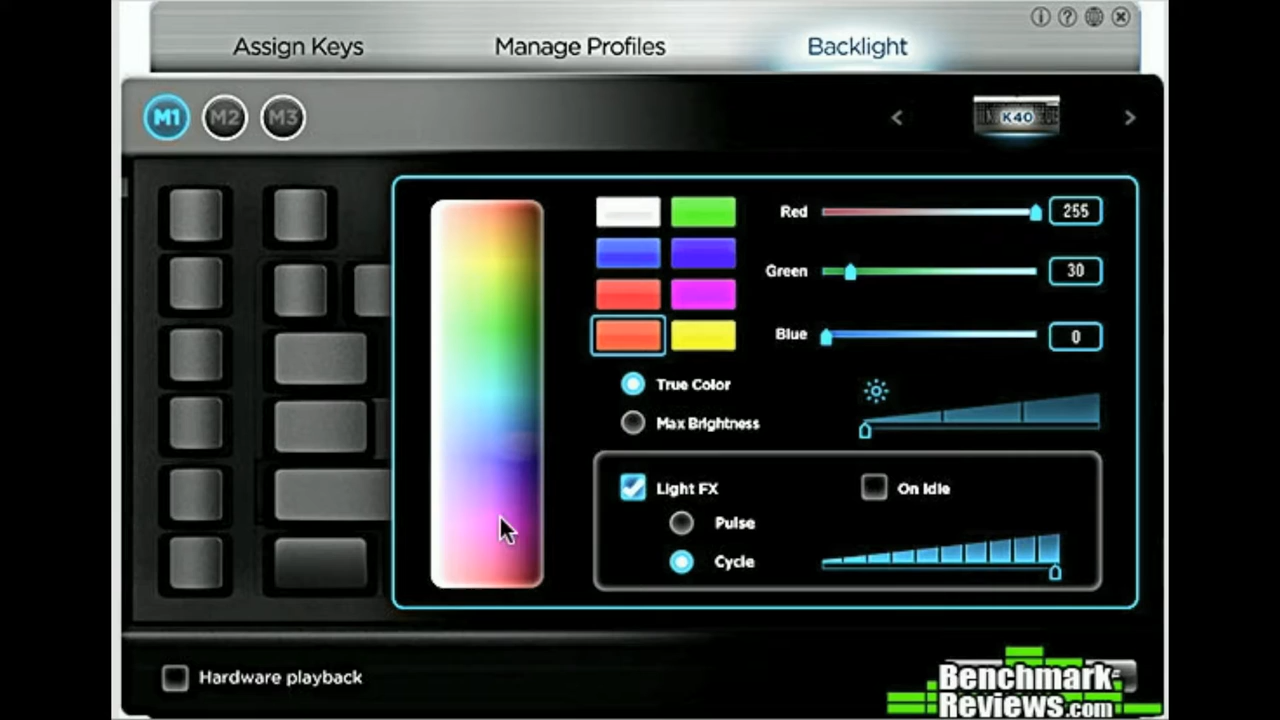 Assign Keys
Manage Profiles
Backlight
M1
M2
M3
K40
Red
255
Green
30
Blue
0
True Color
Max Brightness
Light FX
On Idle
Pulse
Cycle
Hardware playback
Benchmark
Reviews.com